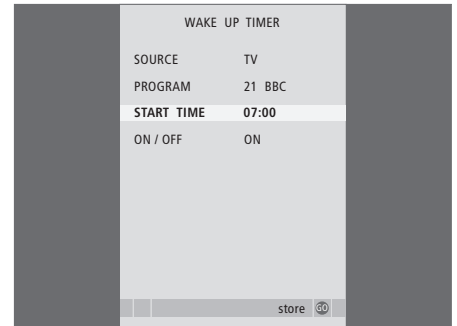 WAKE UP TIMER
SOURCE TV
PROGRAM 21 BBC
START TIME 07:00
ON / OFF ON
store GO